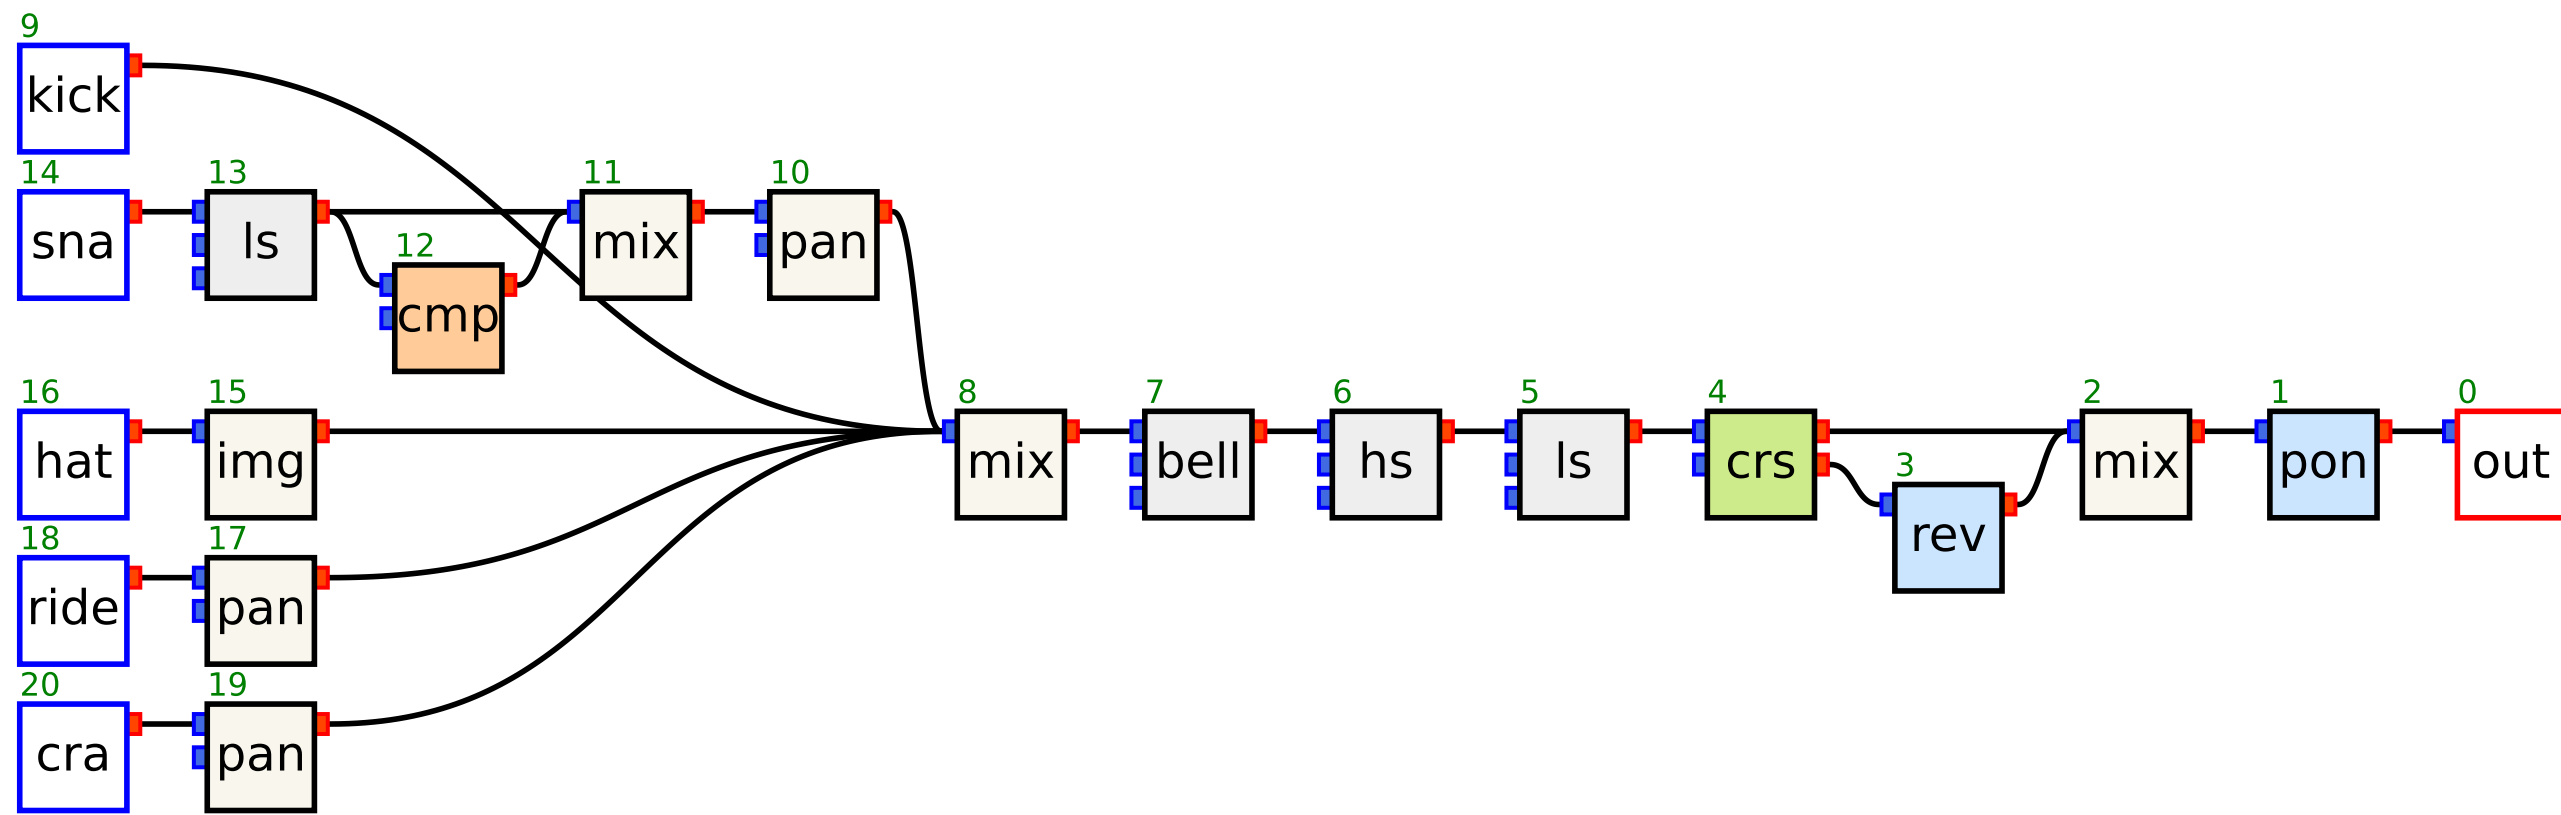 9
kick
14
sna
13
ls
12
cmp
11
mix
10
pan
16
hat
15
img
8
mix
7
bell
6
hs
5
ls
4
crs
3
rev
2
mix
1
pon
0
out
18
ride
17
pan
20
cra
19
pan